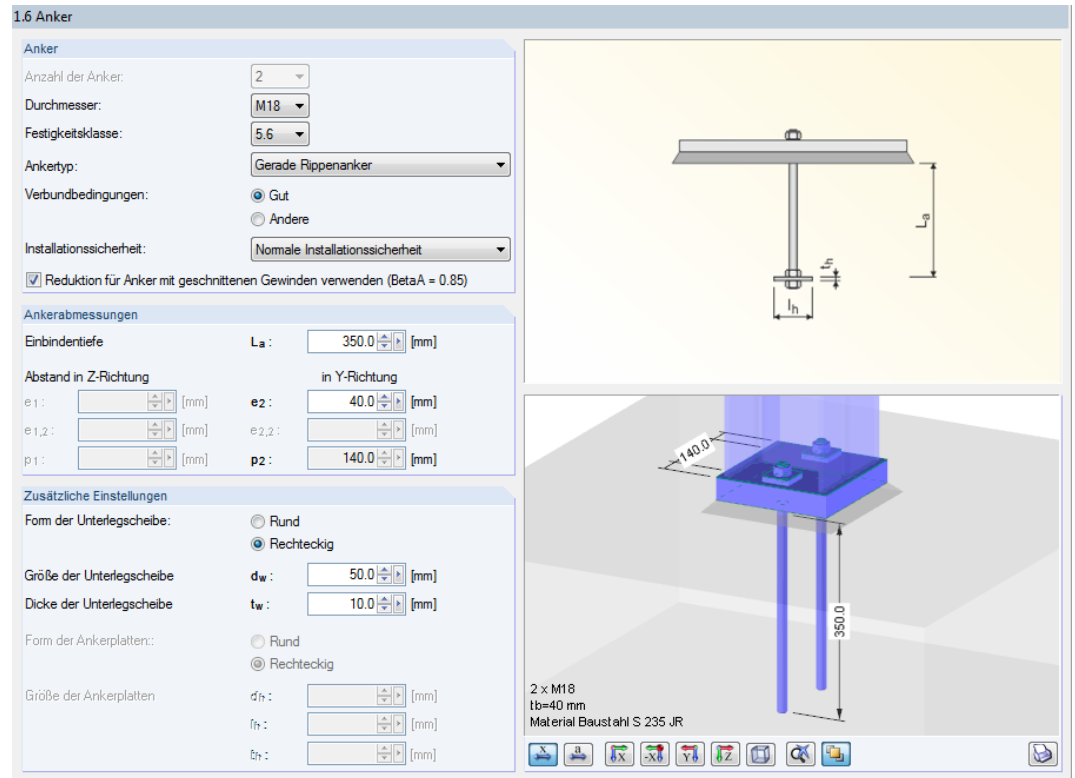 1.6 Anker
Anker
Anzahl der Anker: 2
Durchmesser: M18
Festigkeitsklasse: 5.6
Ankertyp: Gerade Rippenanker
Verbundbedingungen: Gut
Andere
Installationssicherheit: Normale Installationssicherheit
Reduktion für Anker mit geschnittenen Gewinden verwenden (BetaA = 0.85)
Ankerabmessungen
Einbindentiefe La : 350.0 [mm]
Abstand in Z-Richtung in Y-Richtung
e1 : [mm] e2 : 40.0 [mm]
e1,2 : [mm] e2,2 : [mm]
p1 : [mm] p2 : 140.0 [mm]
Zusätzliche Einstellungen
Form der Unterlegscheibe: Rund
Rechteckig
Größe der Unterlegscheibe dw : 50.0 [mm]
Dicke der Unterlegscheibe tw : 10.0 [mm]
Form der Ankerplatten:: Rund
Rechteckig
Größe der Ankerplatten dh : [mm]
lh : [mm]
th : [mm]
La
th
lh
140.0
350.0
2 x M18
tb=40 mm
Material Baustahl S 235 JR
x a X -X Y Z